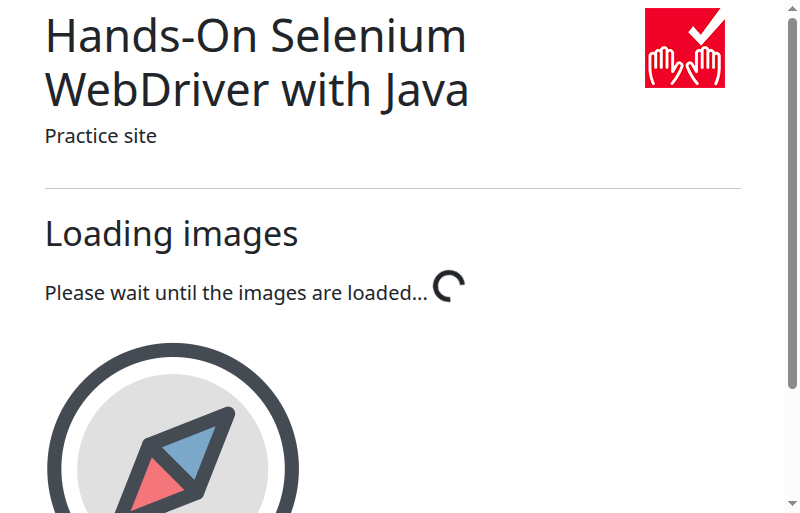 Hands-On Selenium
WebDriver with Java
Practice site
Loading images
Please wait until the images are loaded...